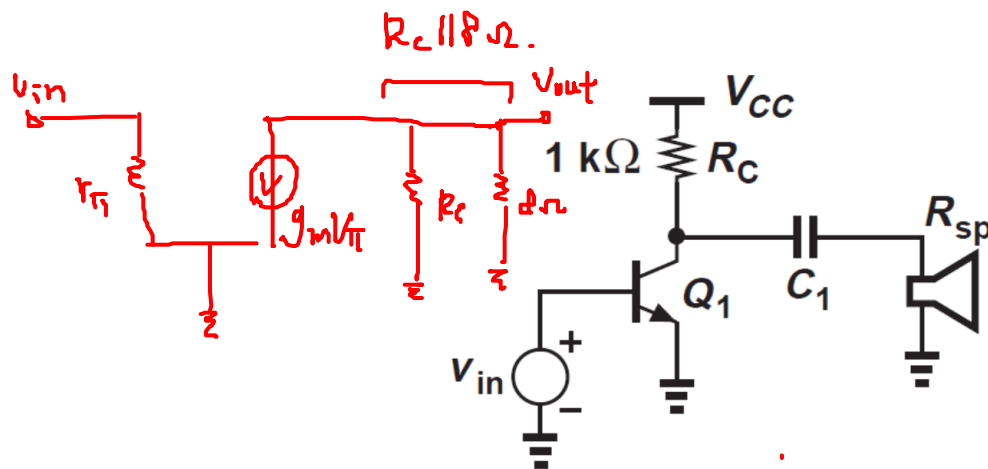 Rc||8Ω.
Vin
Vout
rπ
gmVπ
Rc
8Ω
VCC
1 kΩ
RC
Rsp
Q1
C1
vin
+
−